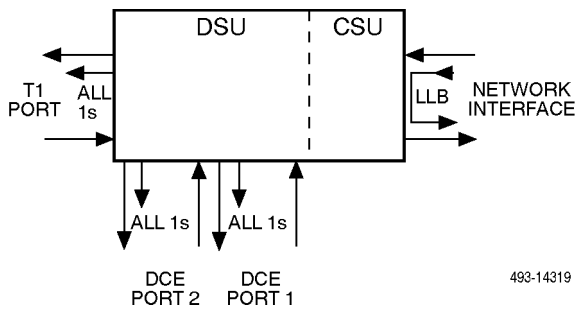 DSU
CSU
T1
PORT
ALL
1s
LLB
NETWORK
INTERFACE
ALL 1s
ALL 1s
DCE
PORT 2
DCE
PORT 1
493-14319